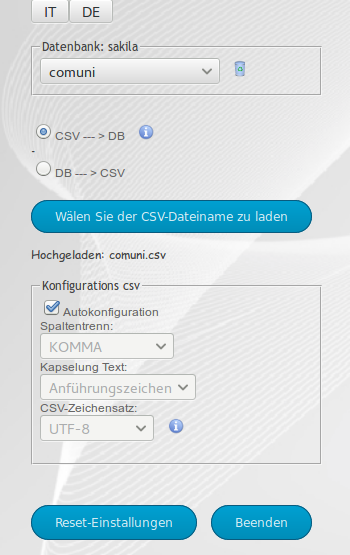 IT DE
Datenbank: sakila
comuni
CSV --- > DB
-
DB --- > CSV
Wälen Sie der CSV-Dateiname zu laden
Hochgeladen: comuni.csv
Konfigurations csv
Autokonfiguration
Spaltentrenn:
KOMMA
Kapselung Text:
Anführungszeichen
CSV-Zeichensatz:
UTF-8
Reset-Einstellungen Beenden